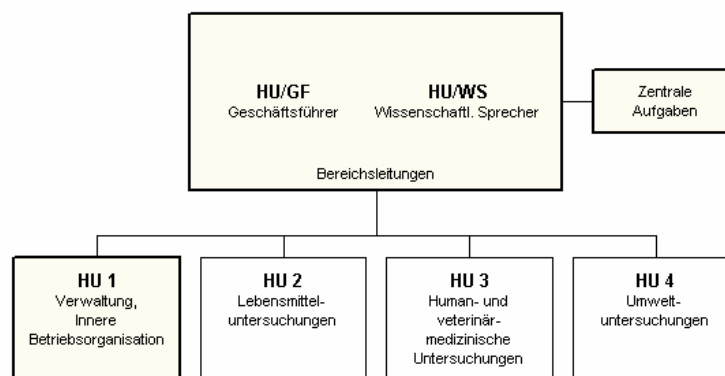 HU/GF
Geschäftsführer
HU/WS
Wissenschaftl. Sprecher
Bereichsleitungen
Zentrale
Aufgaben
HU 1
Verwaltung,
Innere
Betriebsorganisation
HU 2
Lebensmittel-
untersuchungen
HU 3
Human- und
veterinär-
medizinische
Untersuchungen
HU 4
Umwelt-
untersuchungen